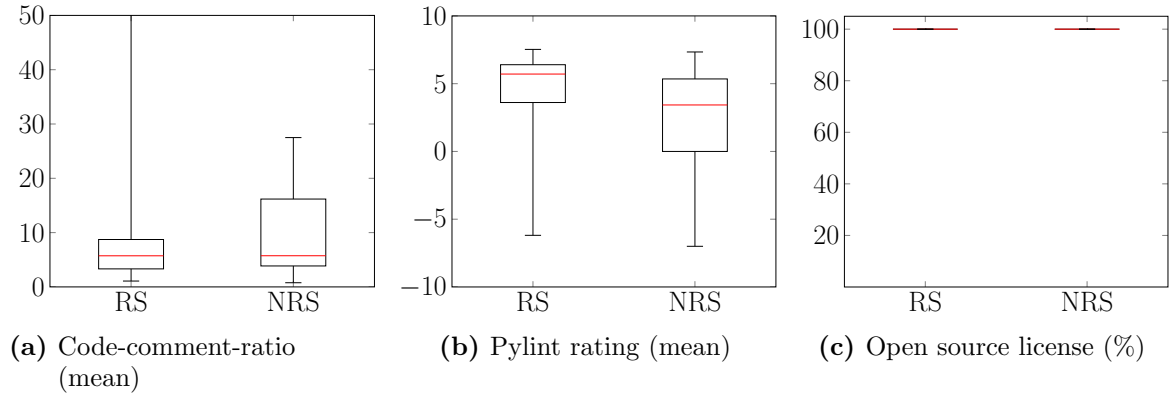 50
40
30
20
10
0
RS
NRS
(a) Code-comment-ratio
(mean)
10
5
0
−5
−10
RS
NRS
(b) Pylint rating (mean)
100
80
60
40
20
RS
NRS
(c) Open source license (%)